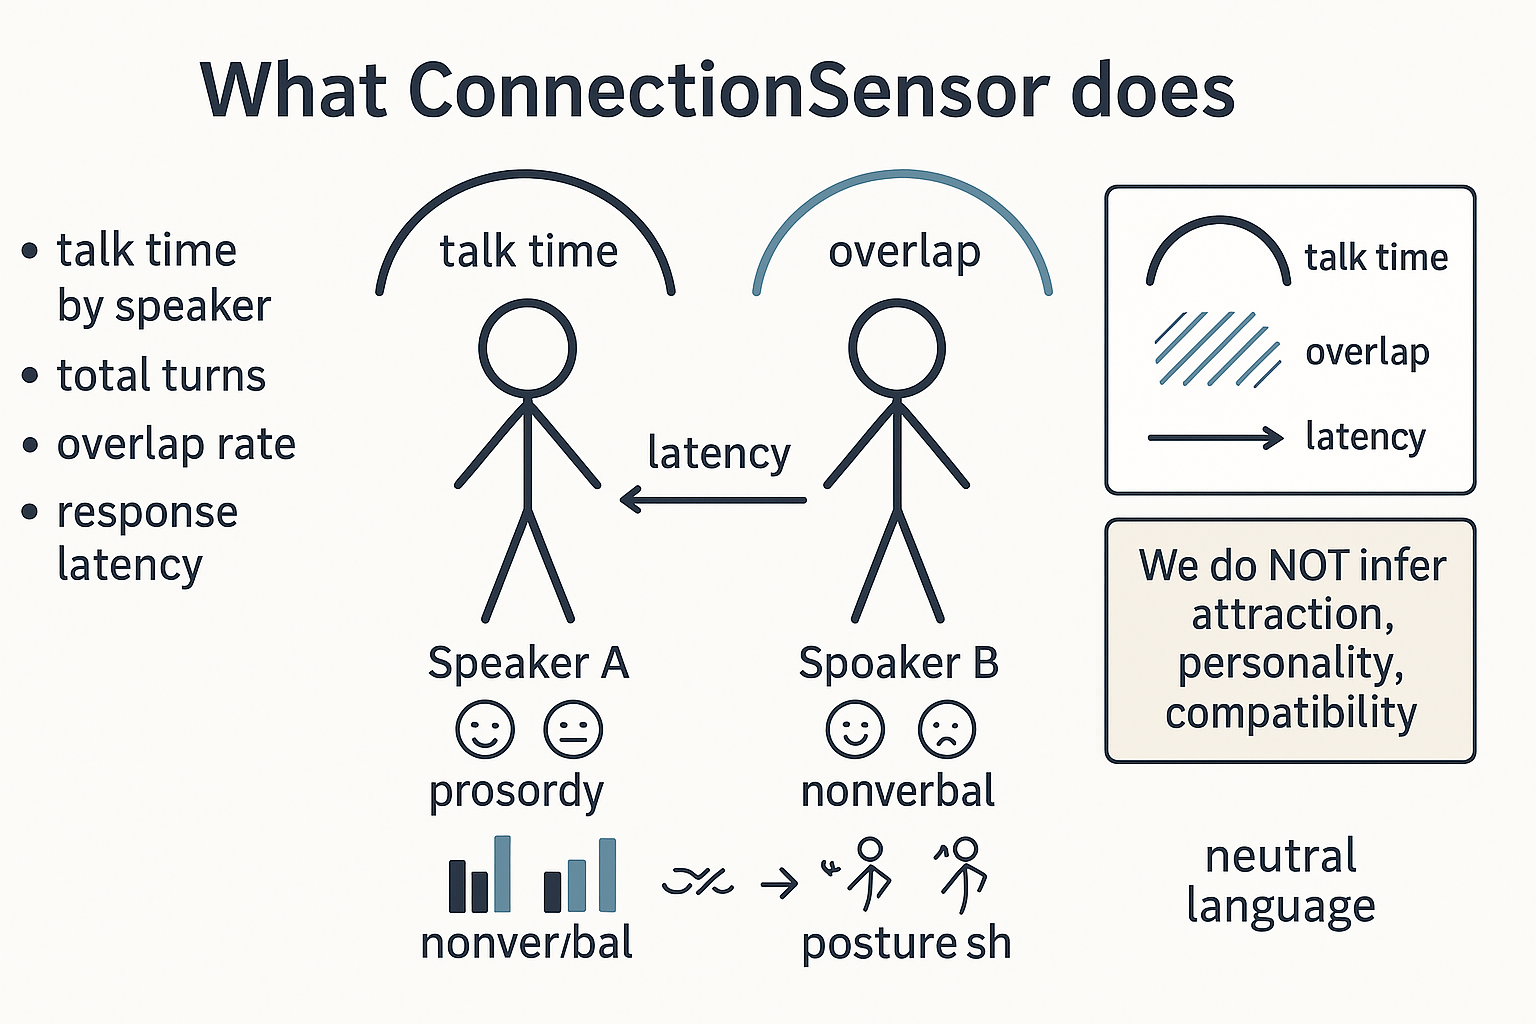 What ConnectionSensor does
• talk time
by speaker
• total turns
• overlap rate
• response
latency
talk time
overlap
latency
Speaker A
Spoaker B
prosordy
nonverbal
nonver/bal
posture sh
talk time
overlap
latency
We do NOT infer
attraction,
personality,
compatibility
neutral
language